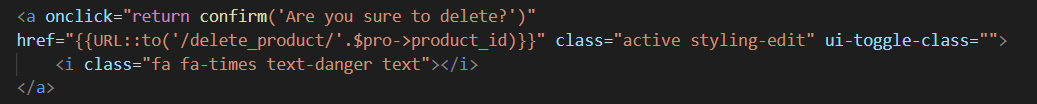 <a onclick="return confirm('Are you sure to delete?')"
href="{{URL::to('/delete_product/'.$pro->product_id)}}" class="active styling-edit" ui-toggle-class="">
    <i class="fa fa-times text-danger text"></i>
</a>